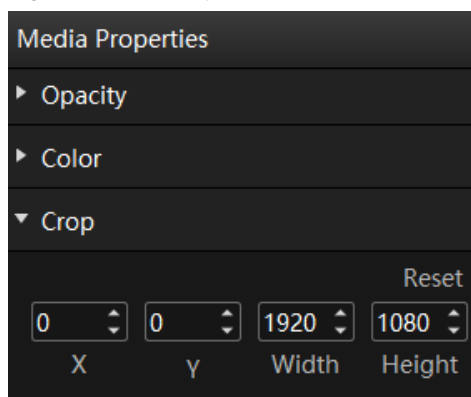 Media Properties
Opacity
Color
Crop
Reset
0 0 1920 1080
X Y Width Height